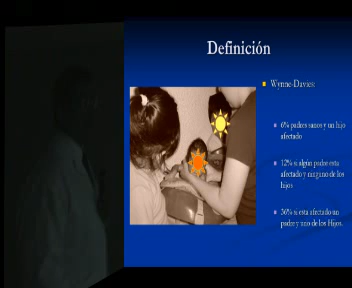 Definición
Wynne-Davies:
6% padres sanos y un hijo
afectado
12% si algún padre esta
afectado y ninguno de los
hijos
36% si esta afectado un
padre y uno de los Hijos.